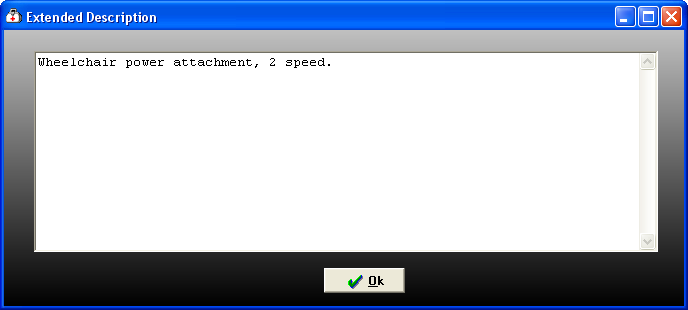 Extended Description
Wheelchair power attachment, 2 speed.
Ok